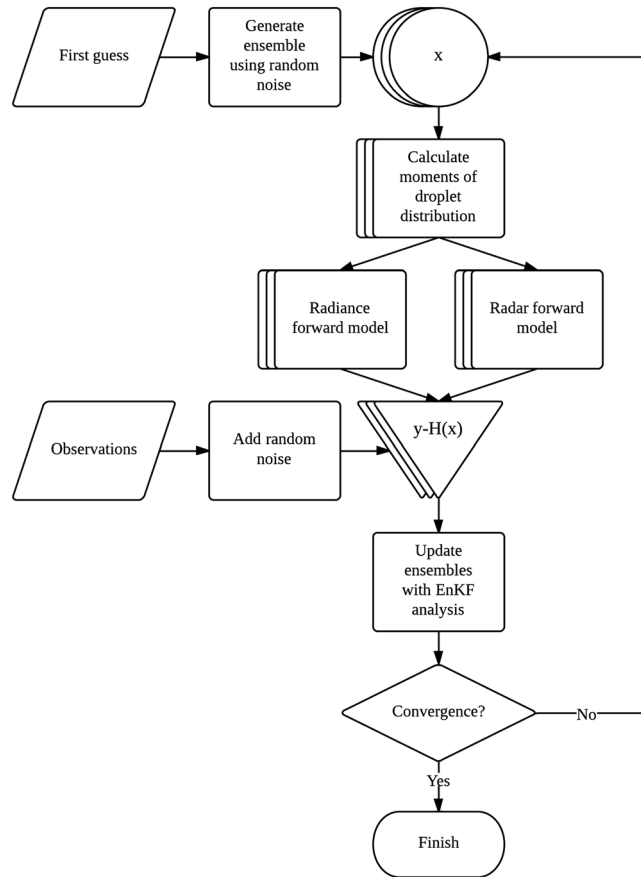 First guess
Generate
ensemble
using random
noise
x
Calculate
moments of
droplet
distribution
Radiance
forward model
Radar forward
model
Observations
Add random
noise
y-H(x)
Update
ensembles
with EnKF
analysis
Convergence?
No
Yes
Finish